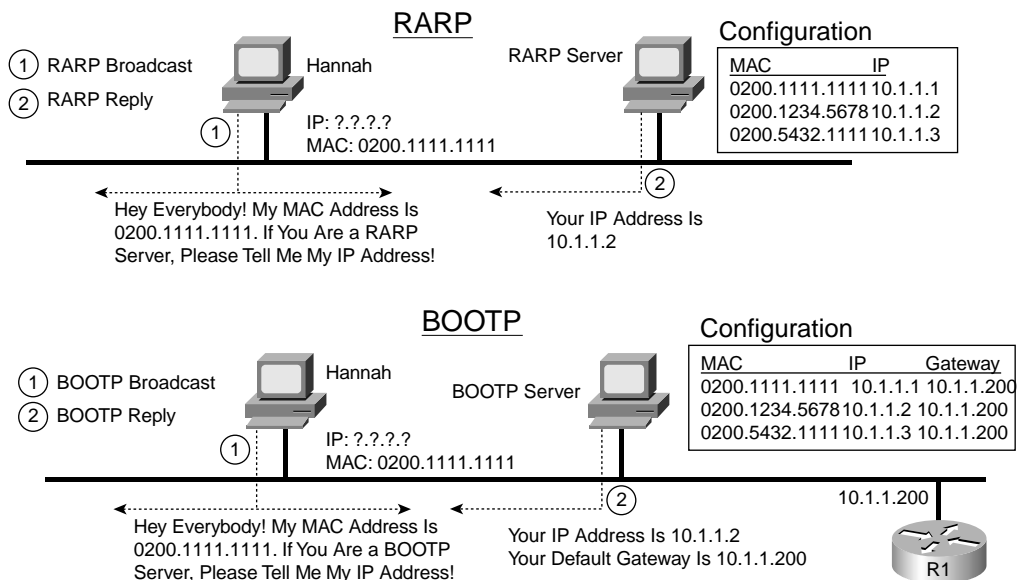 RARP
1 RARP Broadcast
2 RARP Reply
Hannah
RARP Server
Configuration
MAC IP
0200.1111.1111 10.1.1.1
0200.1234.5678 10.1.1.2
0200.5432.1111 10.1.1.3
1
IP: ?.?.?.?
MAC: 0200.1111.1111
2
Hey Everybody! My MAC Address Is
0200.1111.1111. If You Are a RARP
Server, Please Tell Me My IP Address!
Your IP Address Is
10.1.1.2
BOOTP
1 BOOTP Broadcast
2 BOOTP Reply
Hannah
BOOTP Server
Configuration
MAC IP Gateway
0200.1111.1111 10.1.1.1 10.1.1.200
0200.1234.5678 10.1.1.2 10.1.1.200
0200.5432.1111 10.1.1.3 10.1.1.200
1
IP: ?.?.?.?
MAC: 0200.1111.1111
2
10.1.1.200
Hey Everybody! My MAC Address Is
0200.1111.1111. If You Are a BOOTP
Server, Please Tell Me My IP Address!
Your IP Address Is 10.1.1.2
Your Default Gateway Is 10.1.1.200
R1